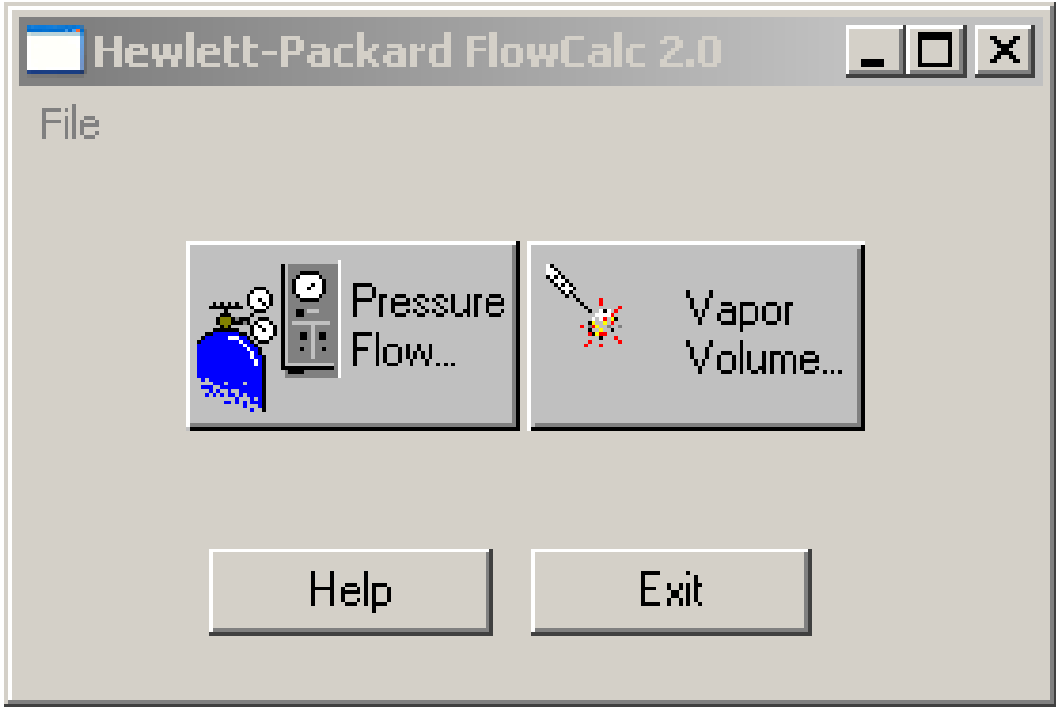 Hewlett-Packard FlowCalc 2.0
File
Pressure
Flow...
Vapor
Volume...
Help
Exit